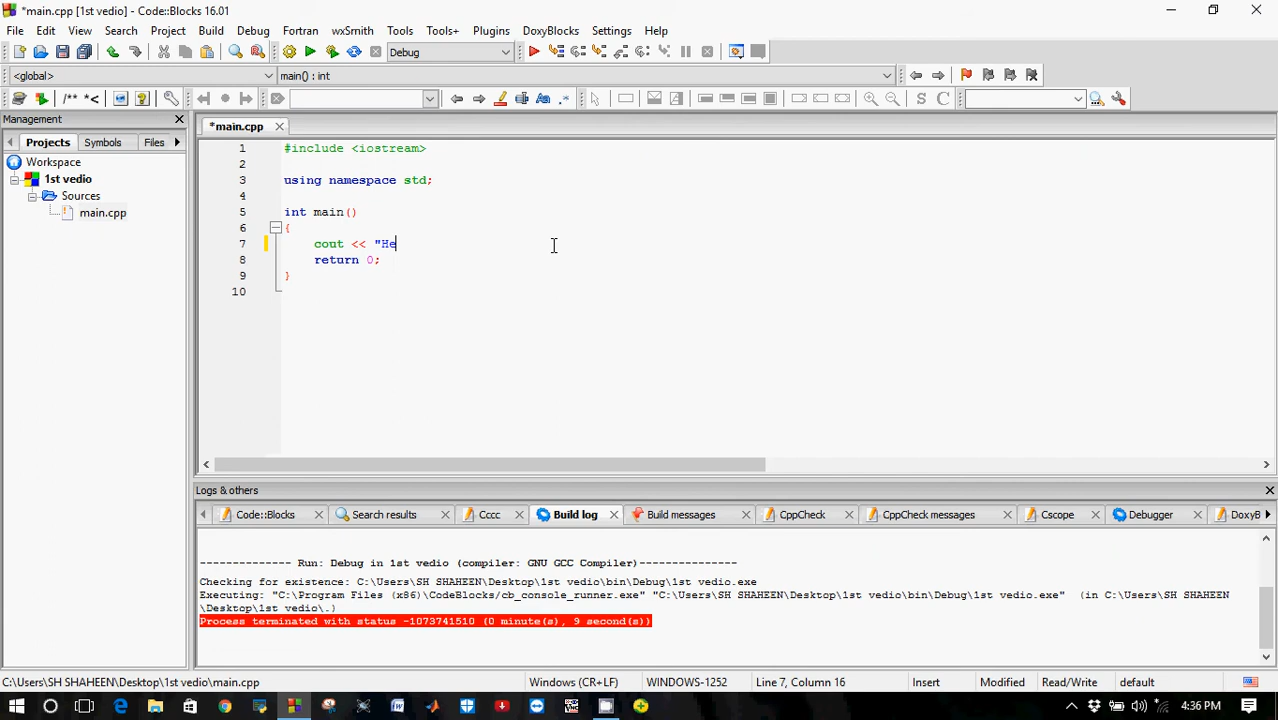 *main.cpp [1st vedio] - Code::Blocks 16.01
File Edit View Search Project Build Debug Fortran wxSmith Tools Tools+ Plugins DoxyBlocks Settings Help
Debug
<global> main() : int
/** *<
S C
Management
*main.cpp
Projects Symbols Files
Workspace
1st vedio
Sources
main.cpp
1 #include <iostream>
2
3 using namespace std;
4
5 int main()
6 {
7 cout << "He
8 return 0;
9 }
10
Logs & others
Code::Blocks Search results Cccc Build log Build messages CppCheck CppCheck messages Cscope Debugger DoxyB
-------------- Run: Debug in 1st vedio (compiler: GNU GCC Compiler)---------------
Checking for existence: C:\Users\SH SHAHEEN\Desktop\1st vedio\bin\Debug\1st vedio.exe
Executing: "C:\Program Files (x86)\CodeBlocks/cb_console_runner.exe" "C:\Users\SH SHAHEEN\Desktop\1st vedio\bin\Debug\1st vedio.exe"  (in C:\Users\SH SHAHEEN
\Desktop\1st vedio\.)
Process terminated with status -1073741510 (0 minute(s), 9 second(s))
C:\Users\SH SHAHEEN\Desktop\1st vedio\main.cpp Windows (CR+LF) WINDOWS-1252 Line 7, Column 16 Insert Modified Read/Write default
4:36 PM